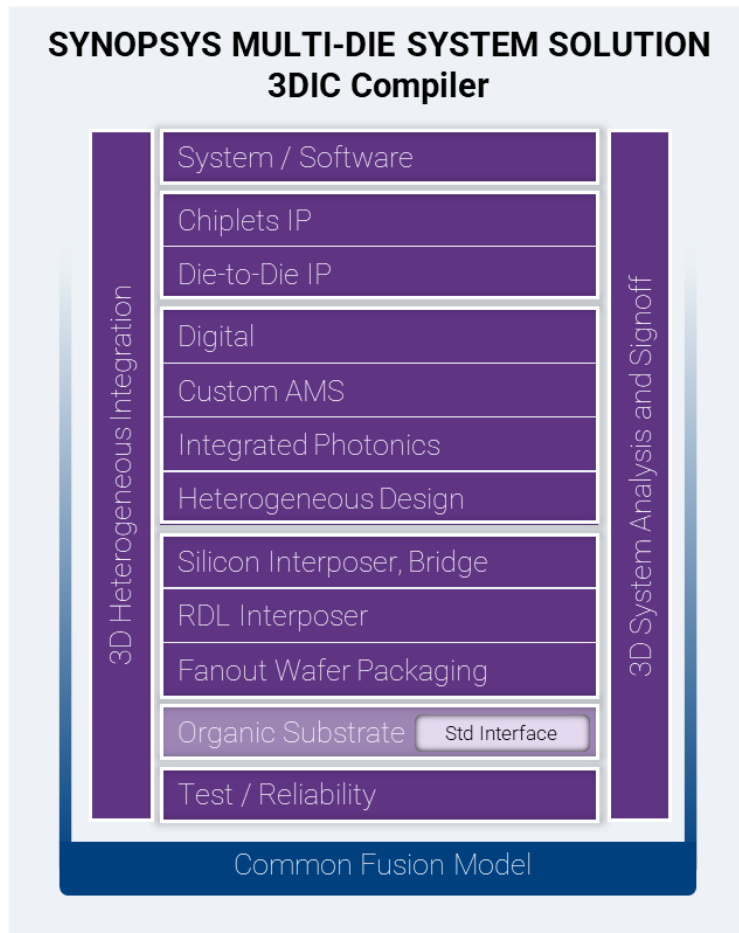 SYNOPSYS MULTI-DIE SYSTEM SOLUTION
3DIC Compiler
3D Heterogeneous Integration
System / Software
Chiplets IP
Die-to-Die IP
Digital
Custom AMS
Integrated Photonics
Heterogeneous Design
Silicon Interposer, Bridge
RDL Interposer
Fanout Wafer Packaging
Organic Substrate Std Interface
Test / Reliability
3D System Analysis and Signoff
Common Fusion Model